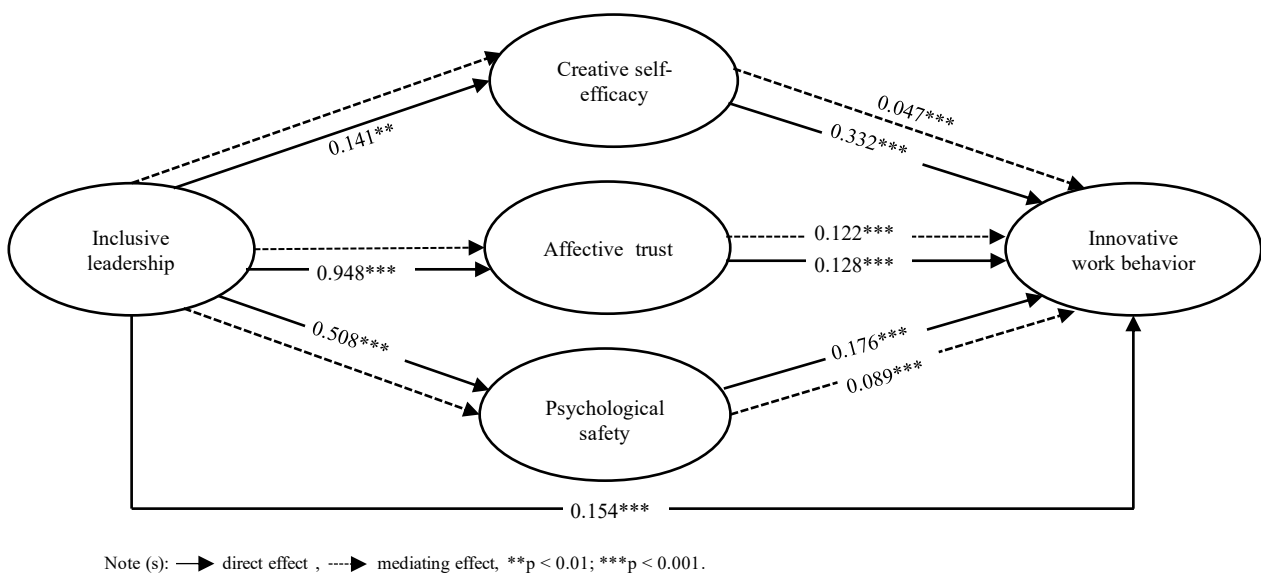 Creative self-
efficacy
0.047***
0.332***
0.141**
Inclusive
leadership
0.948***
Affective trust
0.122***
0.128***
Innovative
work behavior
0.508***
0.176***
0.089***
Psychological
safety
0.154***
Note (s): direct effect , mediating effect, **p < 0.01; ***p < 0.001.